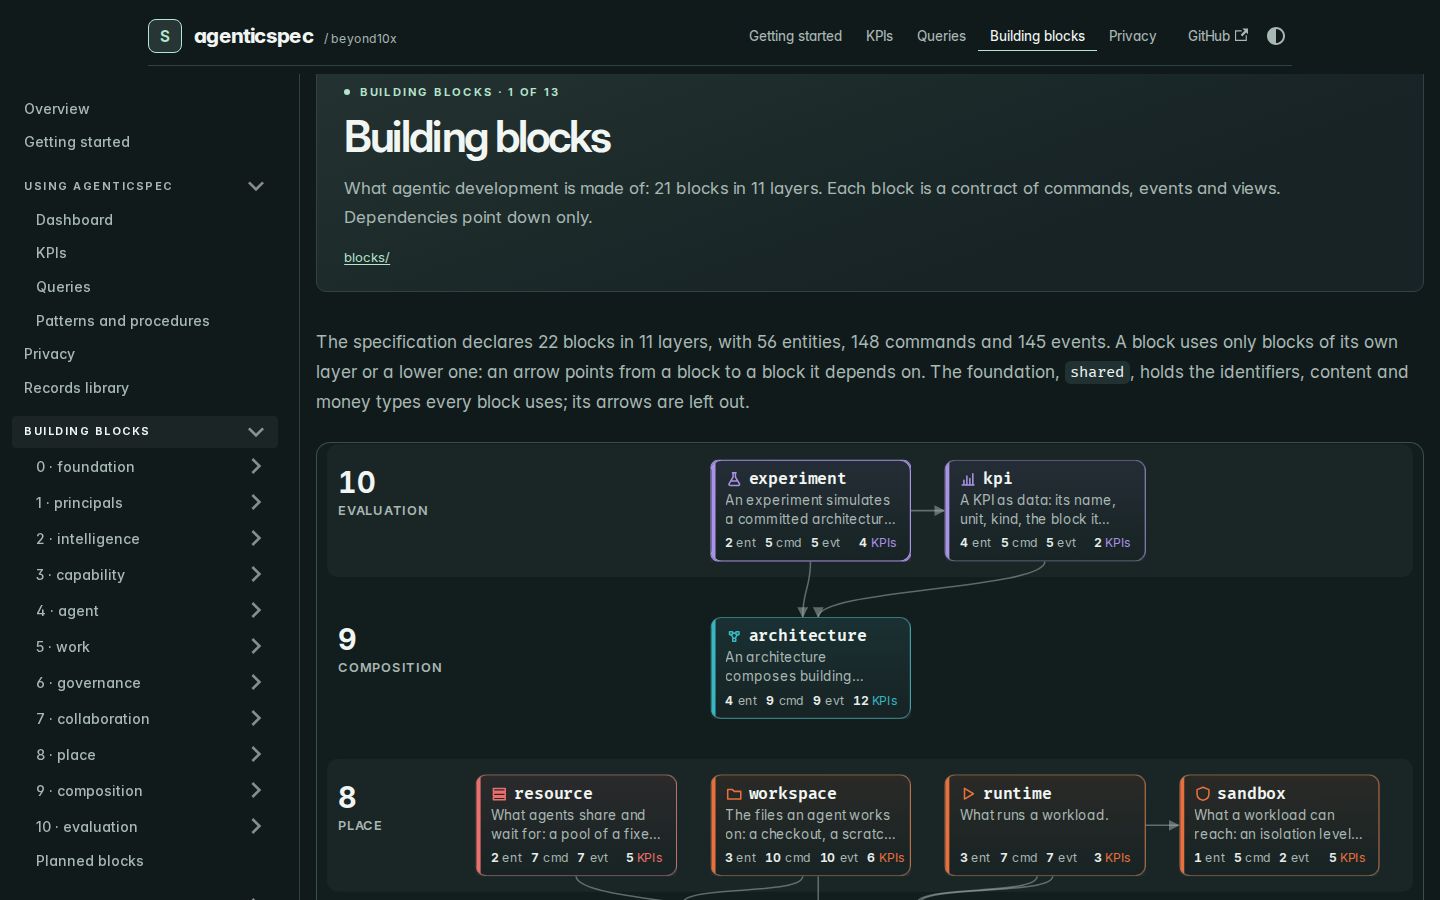 S agenticspec / beyond10x
Getting started KPIs Queries Building blocks Privacy GitHub
Overview
Getting started
USING AGENTICSPEC
Dashboard
KPIs
Queries
Patterns and procedures
Privacy
Records library
BUILDING BLOCKS
0 · foundation
1 · principals
2 · intelligence
3 · capability
4 · agent
5 · work
6 · governance
7 · collaboration
8 · place
9 · composition
10 · evaluation
Planned blocks
BUILDING BLOCKS · 1 OF 13
Building blocks
What agentic development is made of: 21 blocks in 11 layers. Each block is a contract of commands, events and views.
Dependencies point down only.
blocks/
The specification declares 22 blocks in 11 layers, with 56 entities, 148 commands and 145 events. A block uses only blocks of its own
layer or a lower one: an arrow points from a block to a block it depends on. The foundation, shared, holds the identifiers, content and
money types every block uses; its arrows are left out.
10
EVALUATION
experiment
An experiment simulates
a committed architectur...
2 ent 5 cmd 5 evt 4 KPIs
kpi
A KPI as data: its name,
unit, kind, the block it...
4 ent 5 cmd 5 evt 2 KPIs
9
COMPOSITION
architecture
An architecture
composes building...
4 ent 9 cmd 9 evt 12 KPIs
8
PLACE
resource
What agents share and
wait for: a pool of a fixe...
2 ent 7 cmd 7 evt 5 KPIs
workspace
The files an agent works
on: a checkout, a scratc...
3 ent 10 cmd 10 evt 6 KPIs
runtime
What runs a workload.
3 ent 7 cmd 7 evt 3 KPIs
sandbox
What a workload can
reach: an isolation level...
1 ent 5 cmd 2 evt 5 KPIs